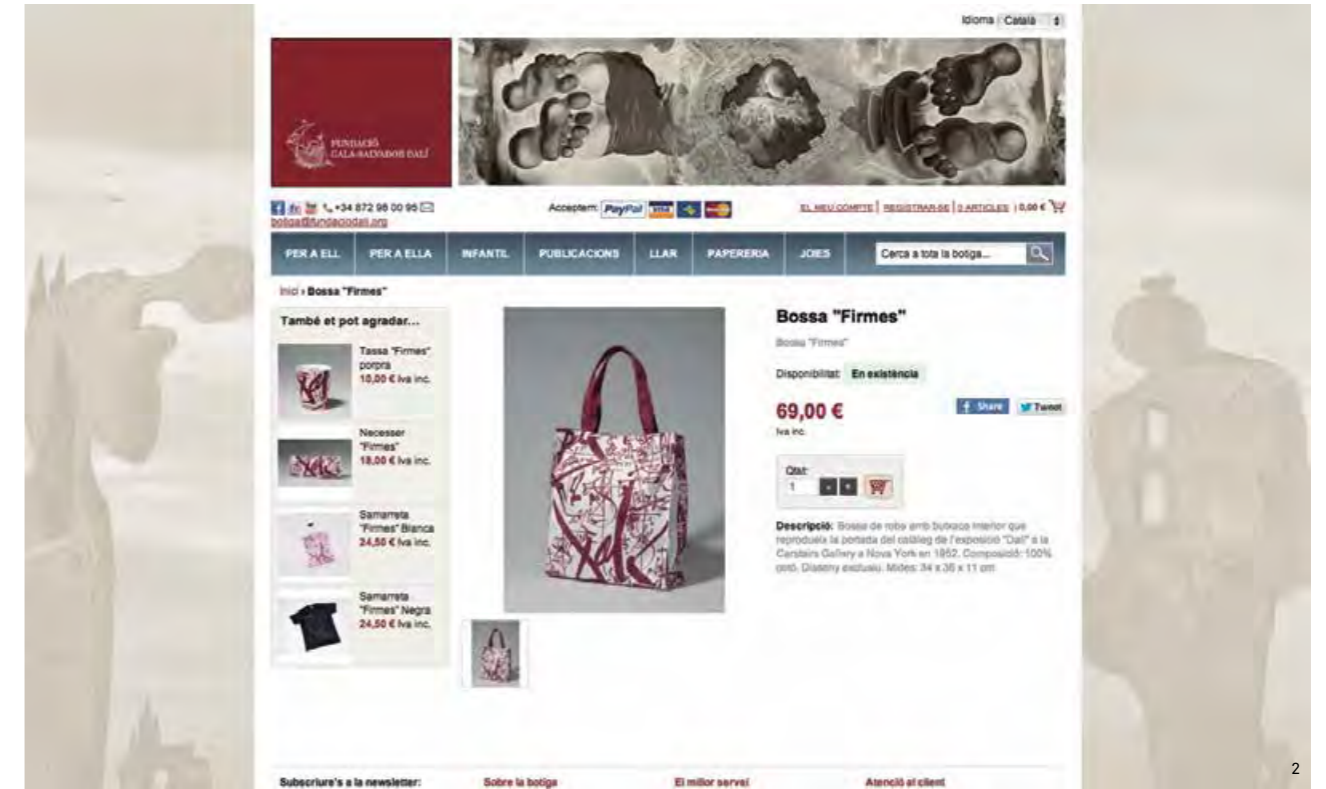 Idioma Català
FUNDACIÓ
GALA-SALVADOR DALÍ
+34 872 98 00 95
botiga@fundaciodali.org
Acceptem: PayPal VISA
EL MEU COMPTE | REGISTRAR-SE | 0 ARTICLES | 0,00 €
PER A ELL PER A ELLA INFANTIL PUBLICACIONS LLAR PAPERERIA JOIES Cerca a tota la botiga...
Inici › Bossa "Firmes"
També et pot agradar...
Tassa "Firmes"
porpra
10,00 € Iva inc.
Necesser
"Firmes"
18,00 € Iva inc.
Samarreta
"Firmes" Blanca
24,50 € Iva inc.
Samarreta
"Firmes" Negra
24,50 € Iva inc.
Bossa "Firmes"
Bossa "Firmes"
Disponibilitat: En existència
69,00 €
Iva inc.
Share Tweet
Qtat:
1
Descripció: Bossa de roba amb butxaca interior que
reprodueix la portada del catàleg de l'exposició "Dalí" a la
Carstairs Gallery a Nova York en 1952. Composició: 100%
cotó. Disseny exclusiu. Mides: 34 x 36 x 11 cm
Subscriure's a la newsletter: Sobre la botiga El millor servei Atenció al client
2